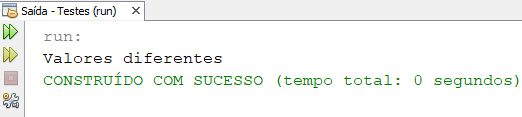 Saída - Testes (run)
run:
Valores diferentes
CONSTRUÍDO COM SUCESSO (tempo total: 0 segundos)